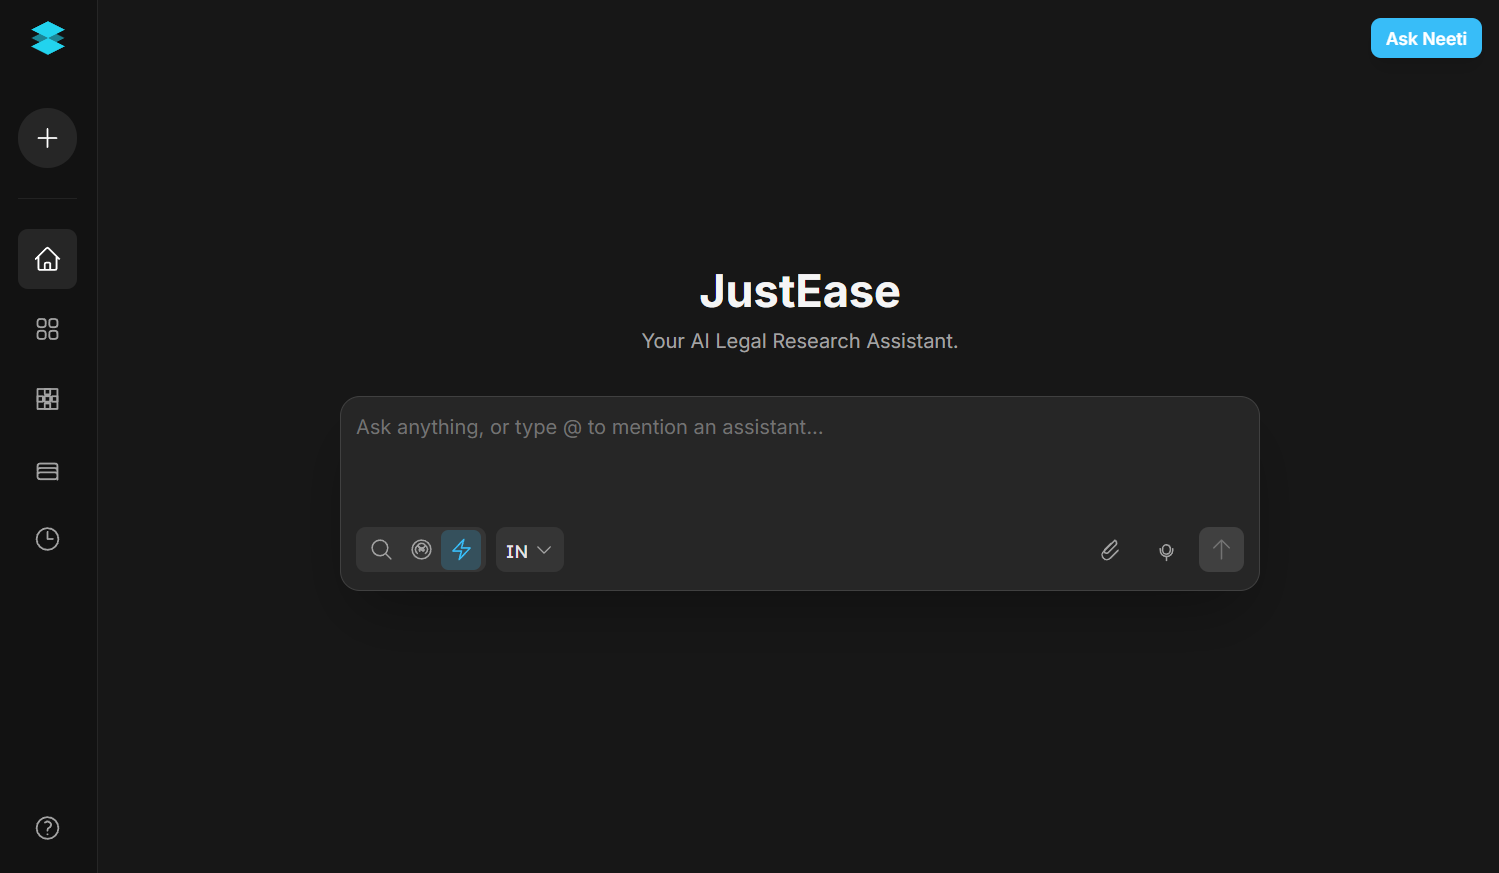 Ask Neeti
JustEase
Your AI Legal Research Assistant.
Ask anything, or type @ to mention an assistant...
IN